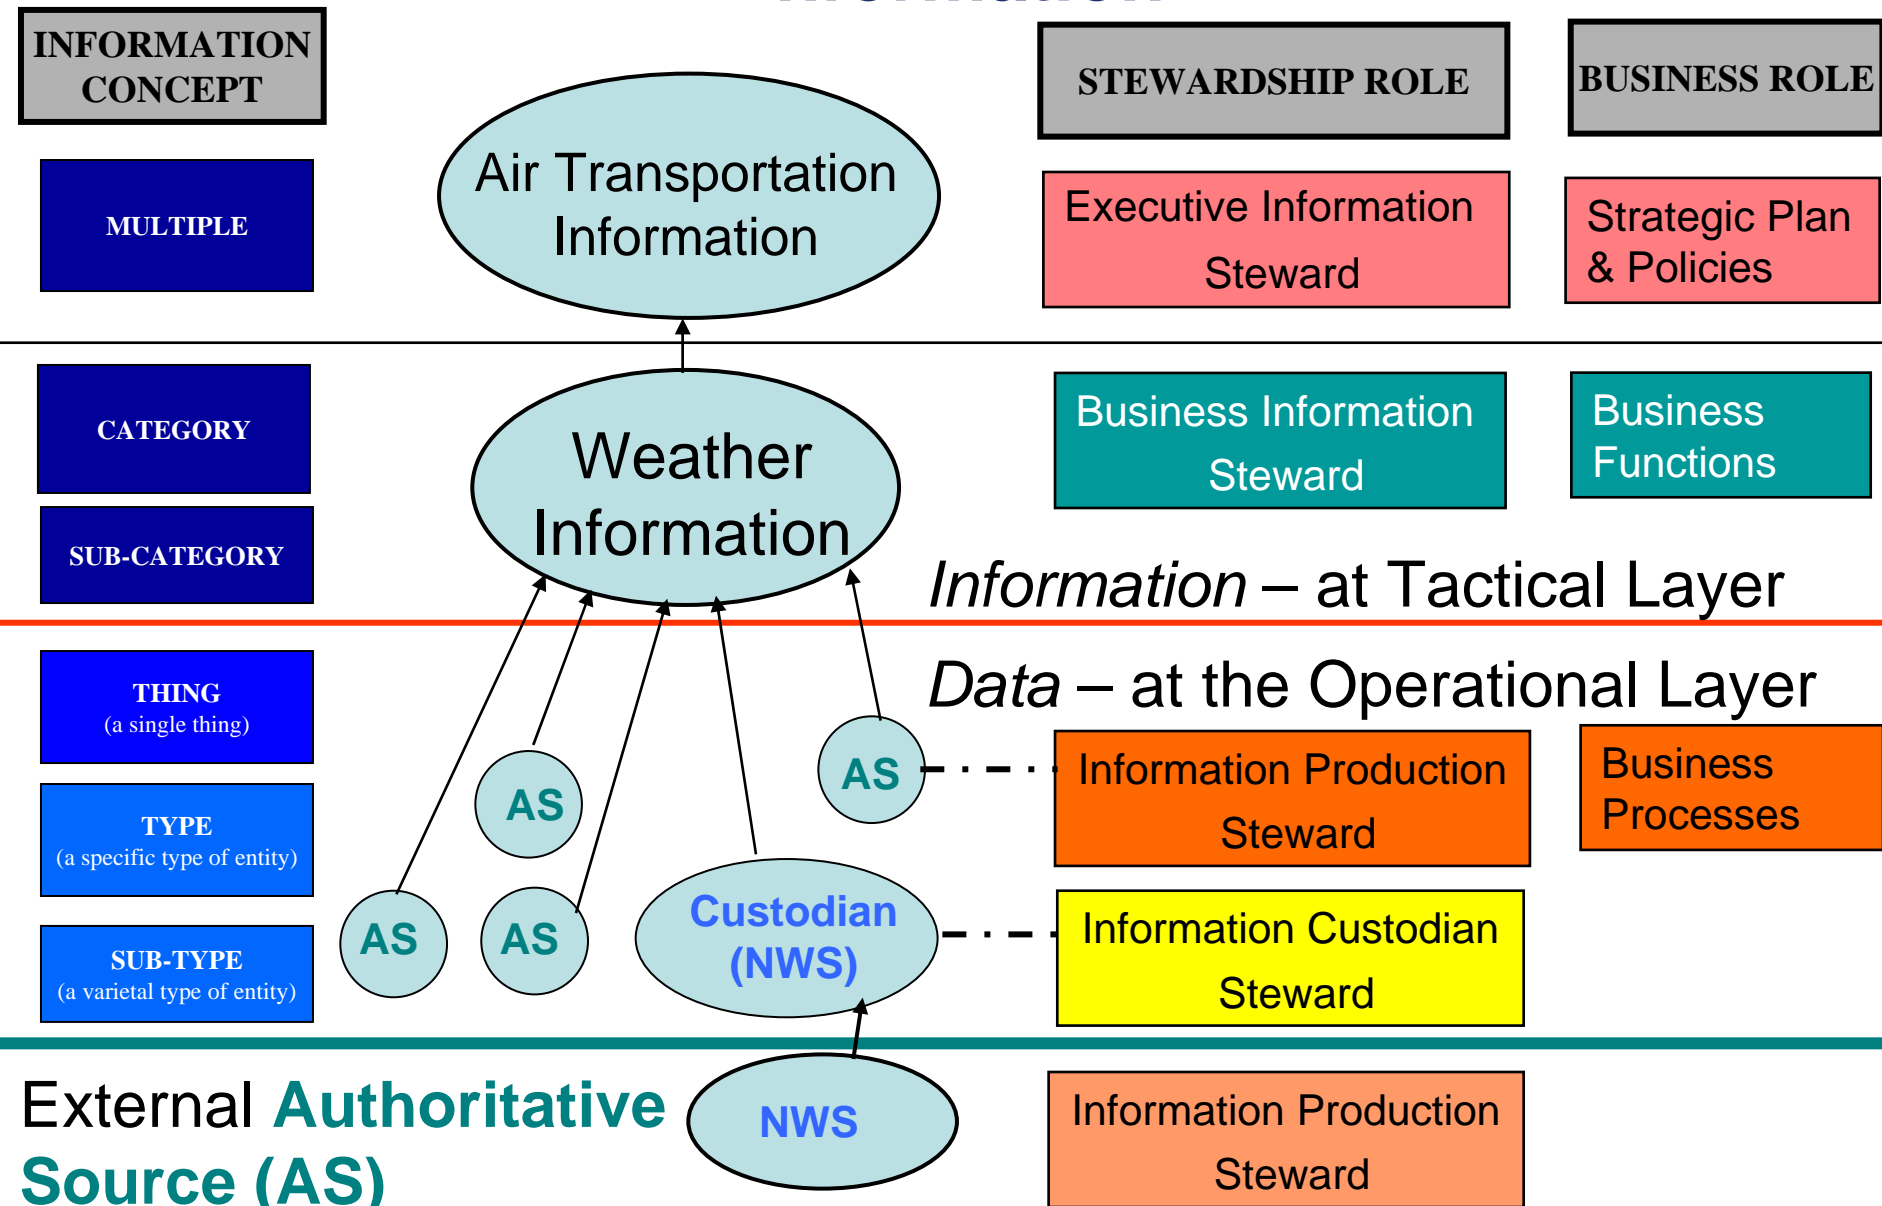 INFORMATION
CONCEPT
STEWARDSHIP ROLE
BUSINESS ROLE
MULTIPLE
Air Transportation
Information
Executive Information
Steward
Strategic Plan
& Policies
CATEGORY
SUB-CATEGORY
Weather
Information
Business Information
Steward
Business
Functions
Information – at Tactical Layer
Data – at the Operational Layer
THING
(a single thing)
TYPE
(a specific type of entity)
SUB-TYPE
(a varietal type of entity)
AS
AS
AS
AS
Custodian
(NWS)
Information Production
Steward
Business
Processes
Information Custodian
Steward
External Authoritative
Source (AS)
NWS
Information Production
Steward